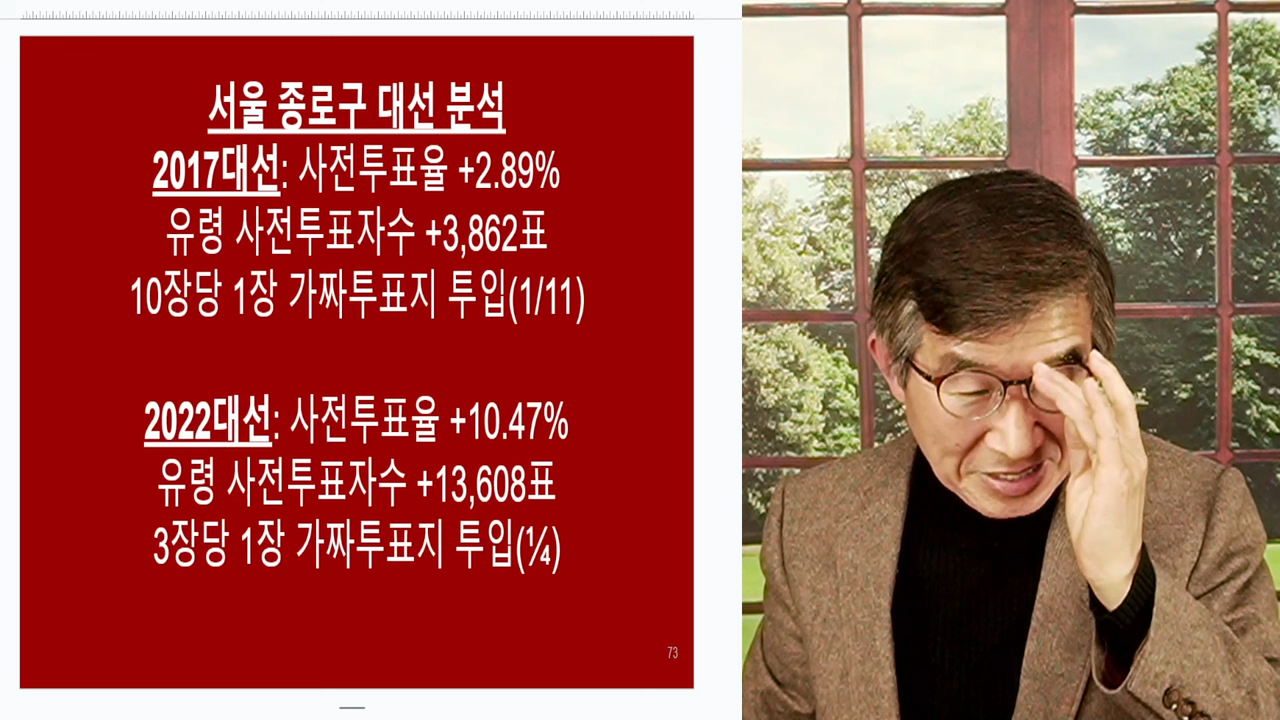 서울 종로구 대선 분석
2017대선: 사전투표율 +2.89%
유령 사전투표자수 +3,862표
10장당 1장 가짜투표지 투입(1/11)
2022대선: 사전투표율 +10.47%
유령 사전투표자수 +13,608표
3장당 1장 가짜투표지 투입(¼)
73